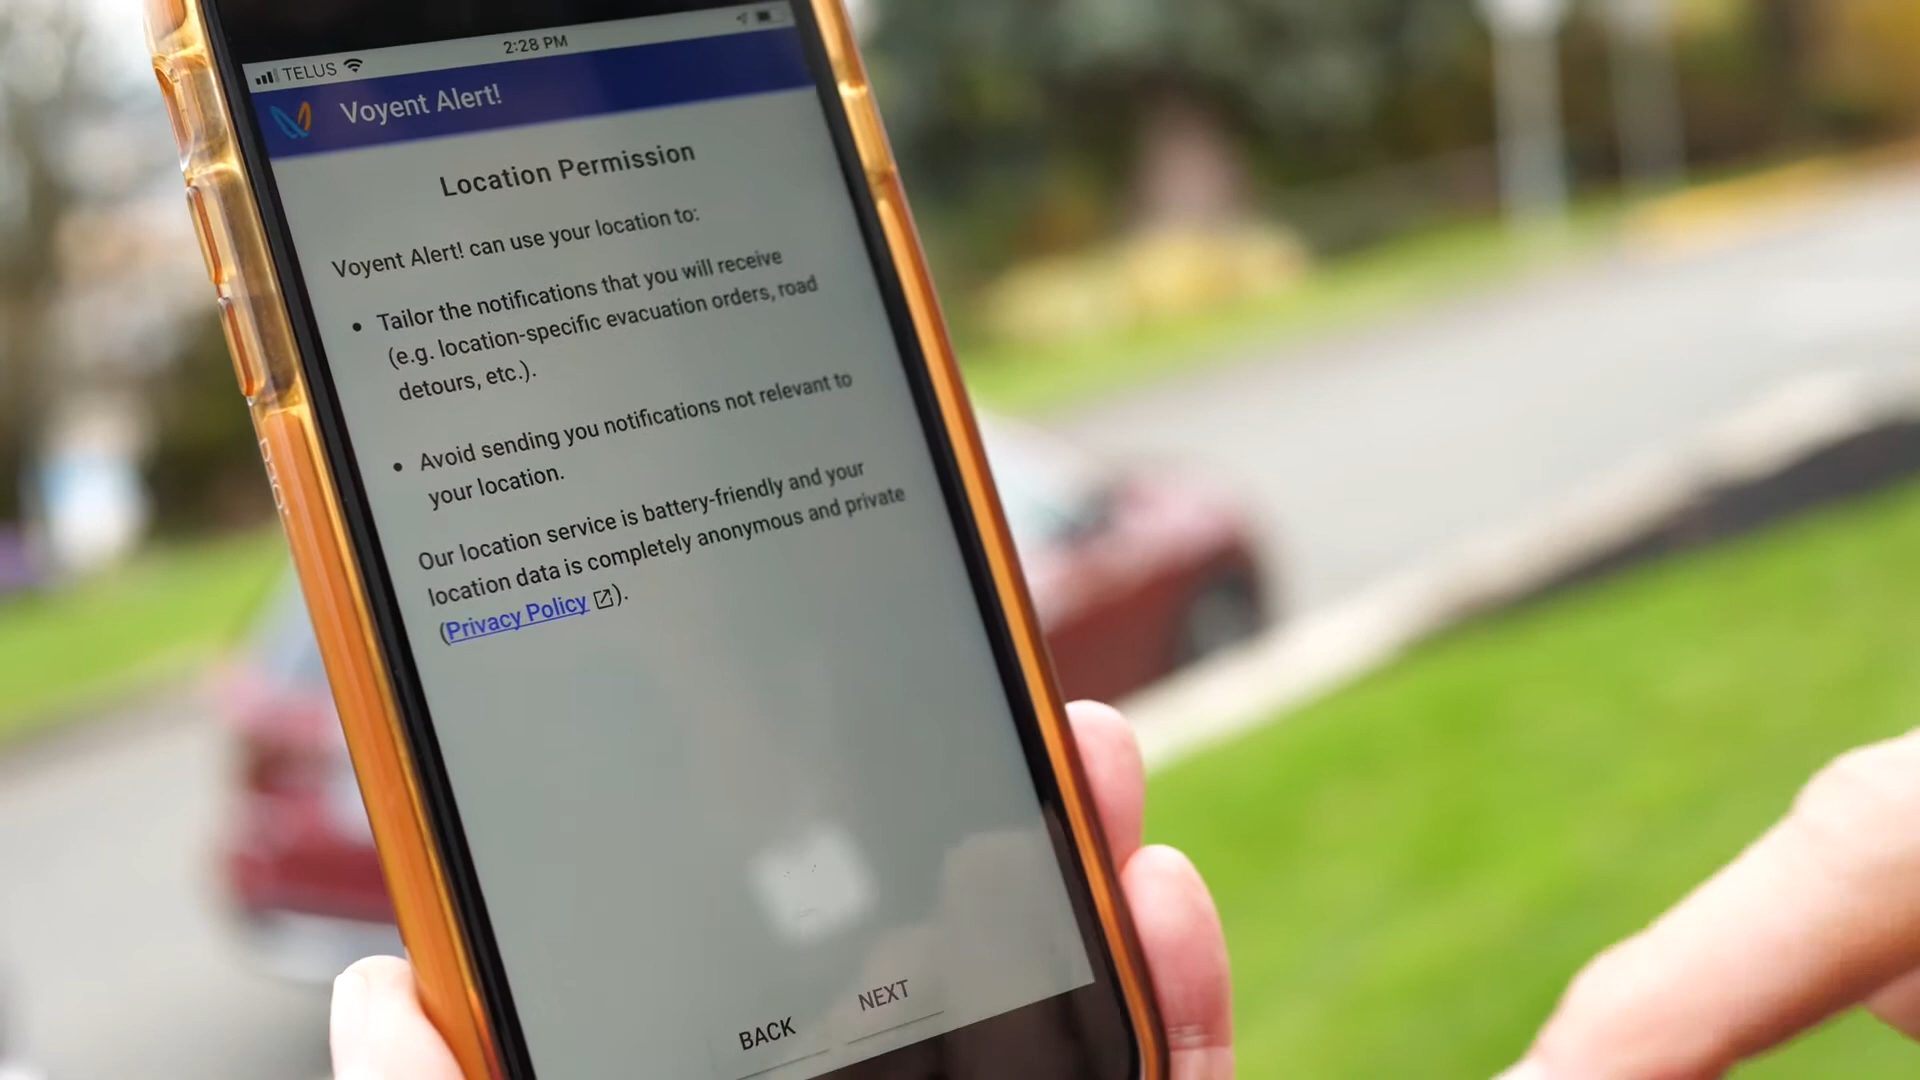 TELUS
2:28 PM
Voyent Alert!
Location Permission
Voyent Alert! can use your location to:
• Tailor the notifications that you will receive
(e.g. location-specific evacuation orders, road
detours, etc.).
• Avoid sending you notifications not relevant to
your location.
Our location service is battery-friendly and your
location data is completely anonymous and private
(Privacy Policy).
BACK
NEXT